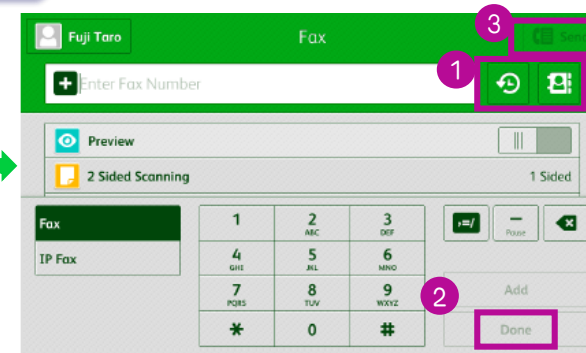 3
Fuji Taro
Fax
Send
1
Enter Fax Number
Preview
2 Sided Scanning
1 Sided
Fax
IP Fax
1
2
ABC
3
DEF
4
GHI
5
JKL
6
MNO
7
PQRS
8
TUV
9
WXYZ
*
0
#
,=/
–
Pause
2
Add
Done